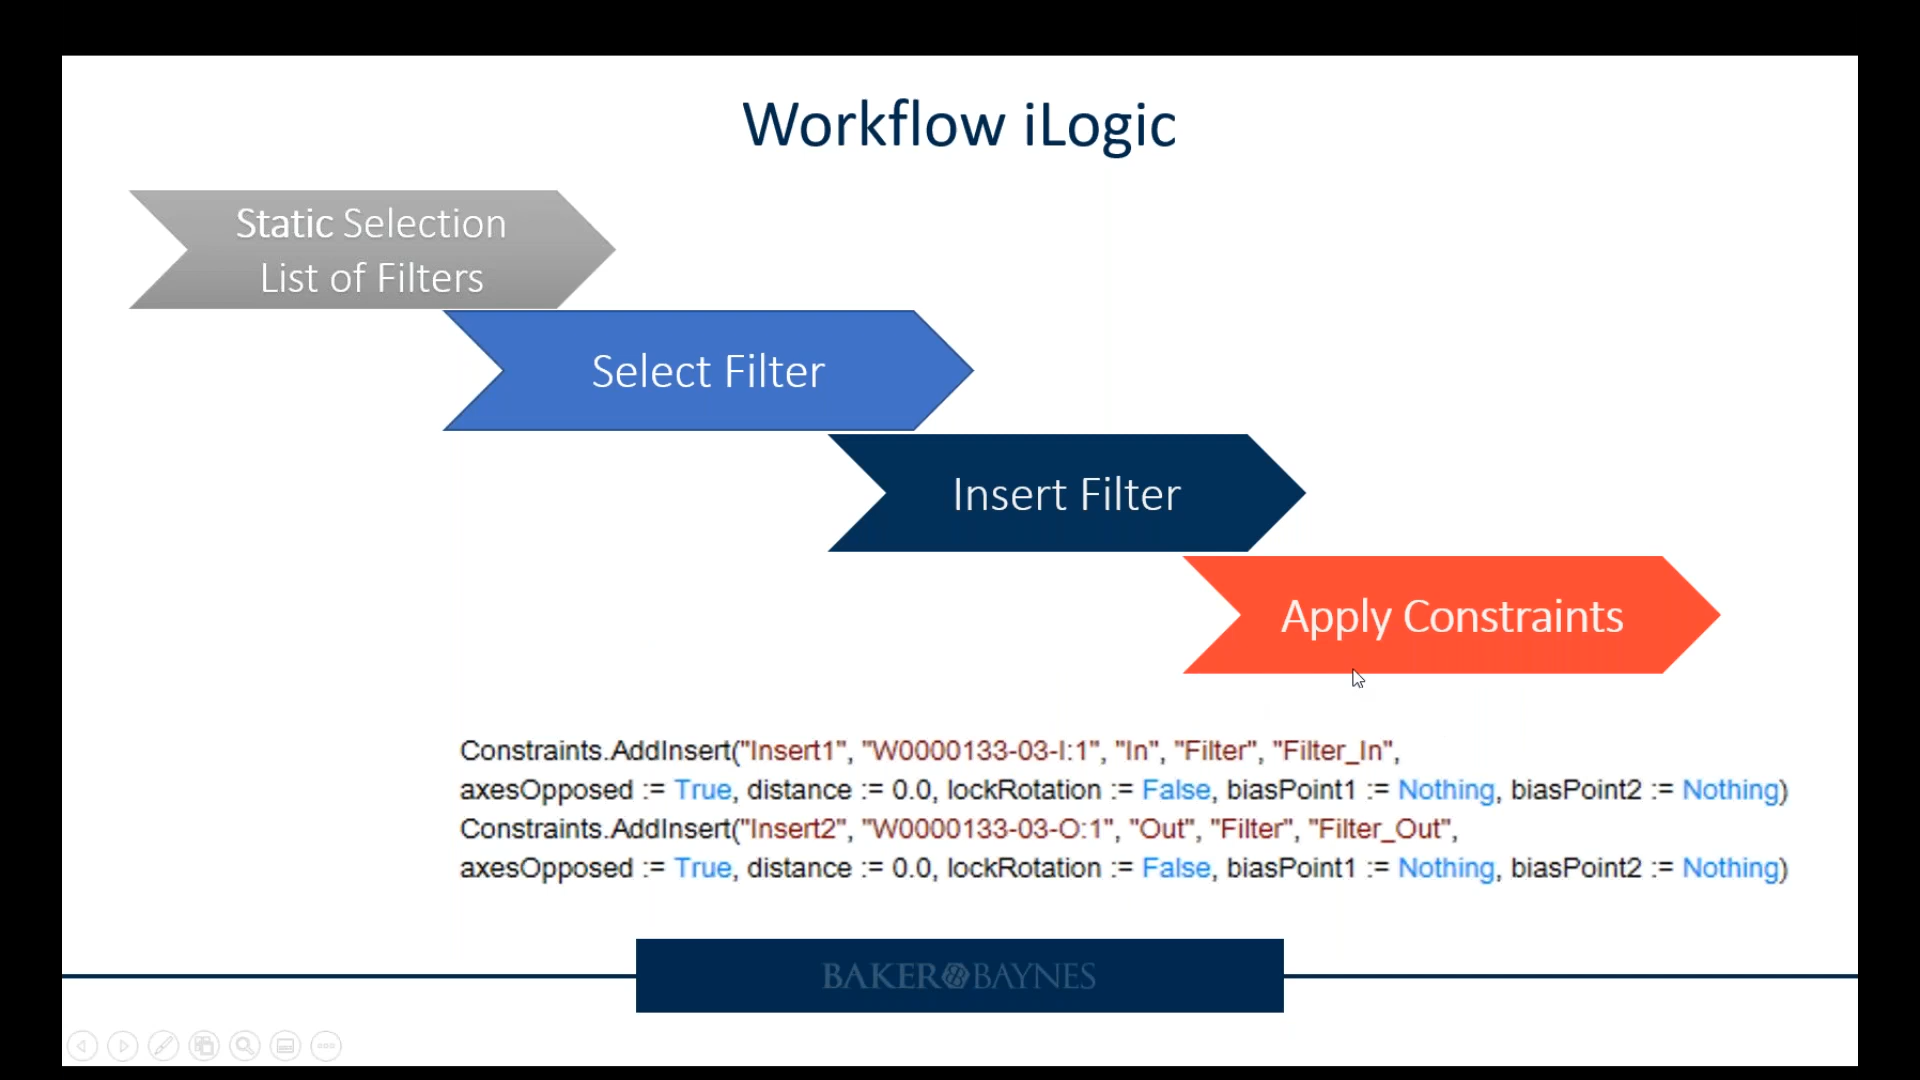 Workflow iLogic
Static Selection
List of Filters
Select Filter
Insert Filter
Apply Constraints
Constraints.AddInsert("Insert1", "W0000133-03-I:1", "In", "Filter", "Filter_In",
axesOpposed := True, distance := 0.0, lockRotation := False, biasPoint1 := Nothing, biasPoint2 := Nothing)
Constraints.AddInsert("Insert2", "W0000133-03-O:1", "Out", "Filter", "Filter_Out",
axesOpposed := True, distance := 0.0, lockRotation := False, biasPoint1 := Nothing, biasPoint2 := Nothing)
BAKER BAYNES